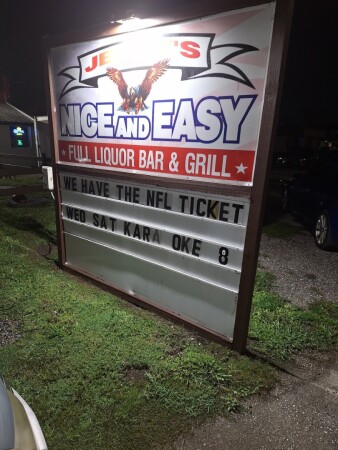 NICE AND EASY
★ FULL LIQUOR BAR & GRILL ★
WE HAVE THE NFL TICKET
WED SAT KARA OKE 8